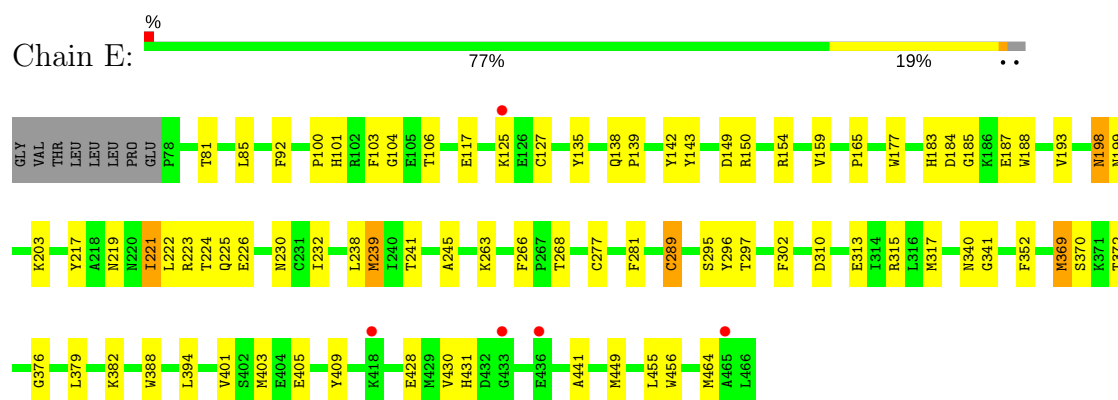 %
Chain E:
77% 19% • •
GLY VAL THR LEU LEU LEU PRO GLU P78 T81 L85 F92 P100 H101 R102 F103 G104 E105 T106 E117 K125 E126 C127 Y135 Q138 P139 Y142 Y143 D149 R150 R154 V159 P165 W177 H183 D184 G185 K186 E187 W188 V193 N198 N199
K203 Y217 A218 N219 N220 I221 L222 R223 T224 Q225 E226 N230 C231 I232 L238 M239 I240 T241 A245 K263 F266 P267 T268 C277 F281 C289 S295 Y296 T297 F302 D310 E313 I314 R315 L316 M317 N340 G341 F352 M369 S370 K371 T372
G376 L379 K382 W388 L394 V401 S402 M403 E404 E405 Y409 K418 E428 M429 V430 H431 D432 G433 E436 A441 M449 L455 W456 M464 A465 L466